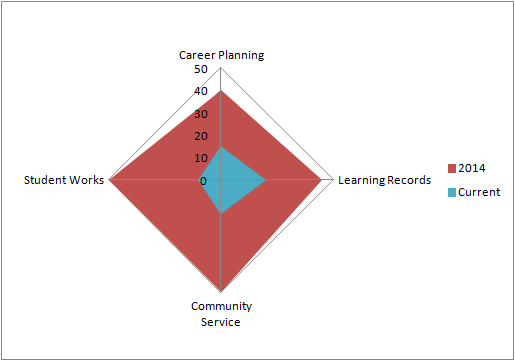 Career Planning
50
40
30
20
10
0
Student Works
Learning Records
Community
Service
2014
Current